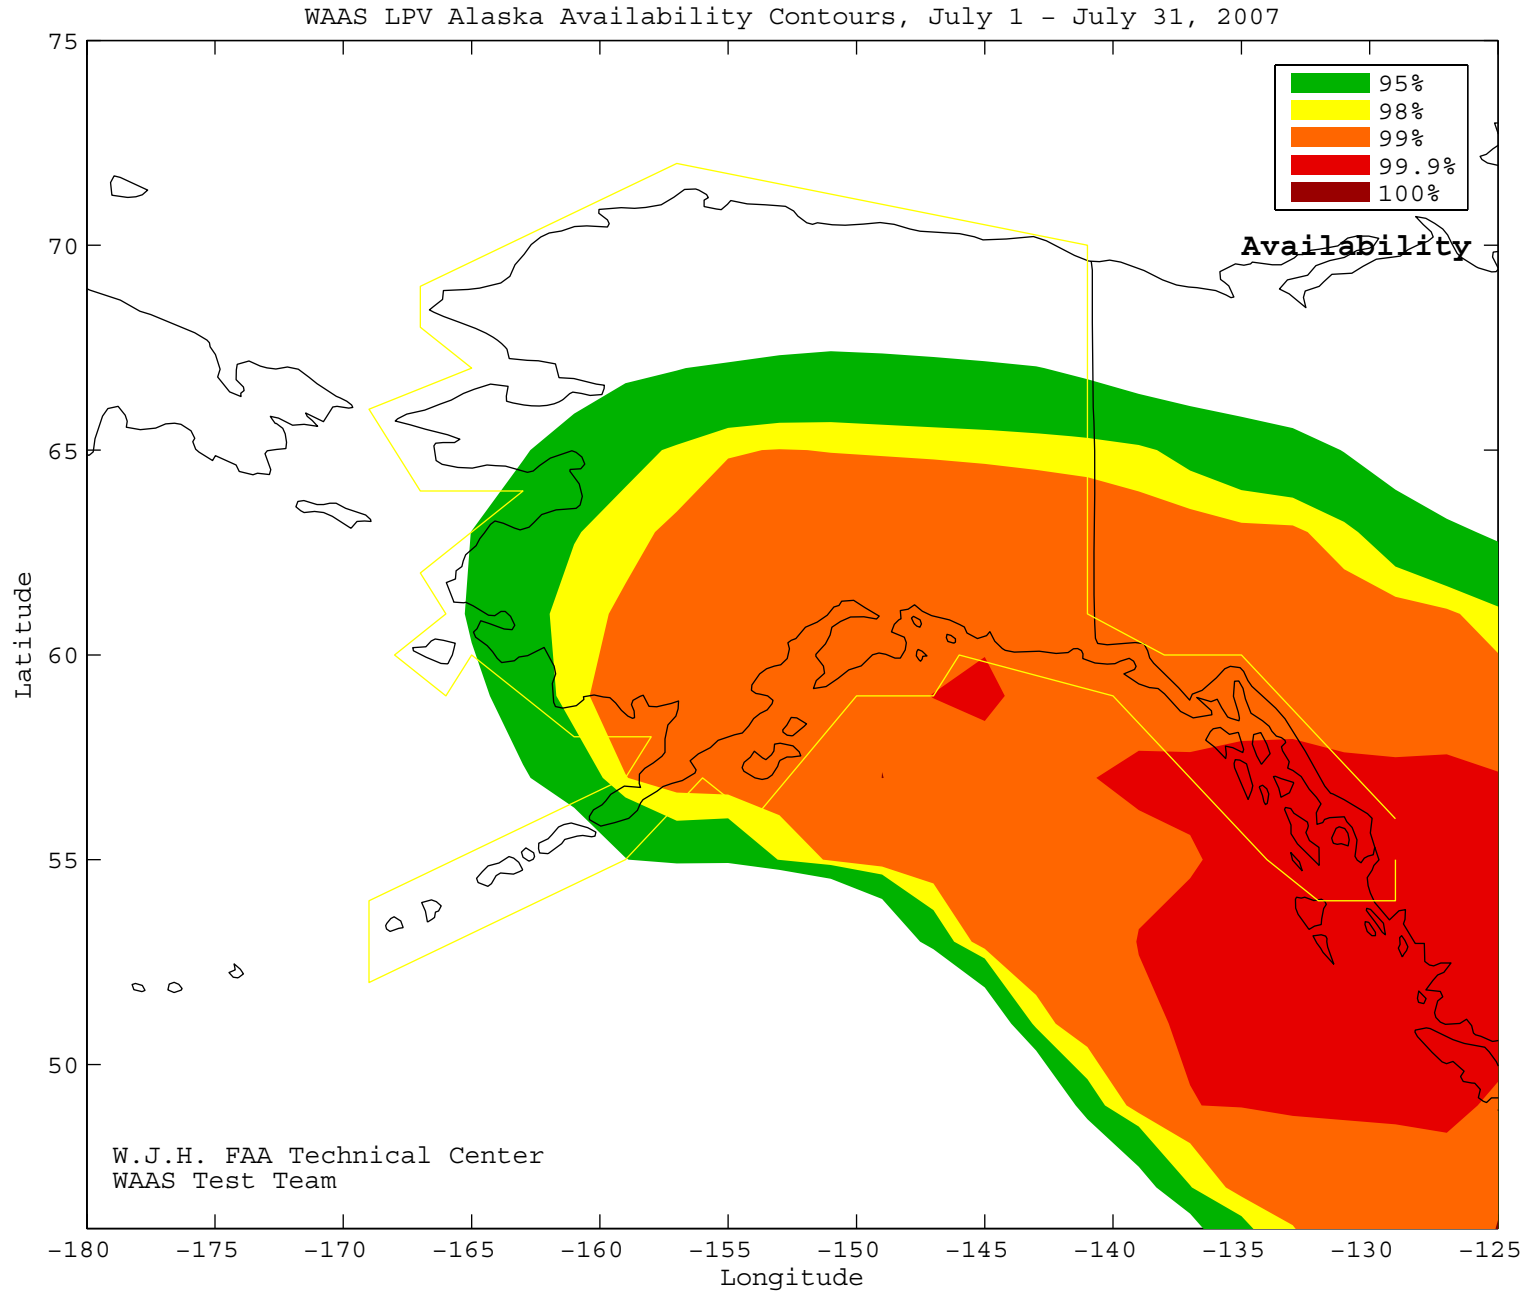 WAAS LPV Alaska Availability Contours, July 1 - July 31, 2007
75
70
65
60
55
50
Latitude
95%
98%
99%
99.9%
100%
Availability
W.J.H. FAA Technical Center
WAAS Test Team
-180 -175 -170 -165 -160 -155 -150 -145 -140 -135 -130 -125
Longitude